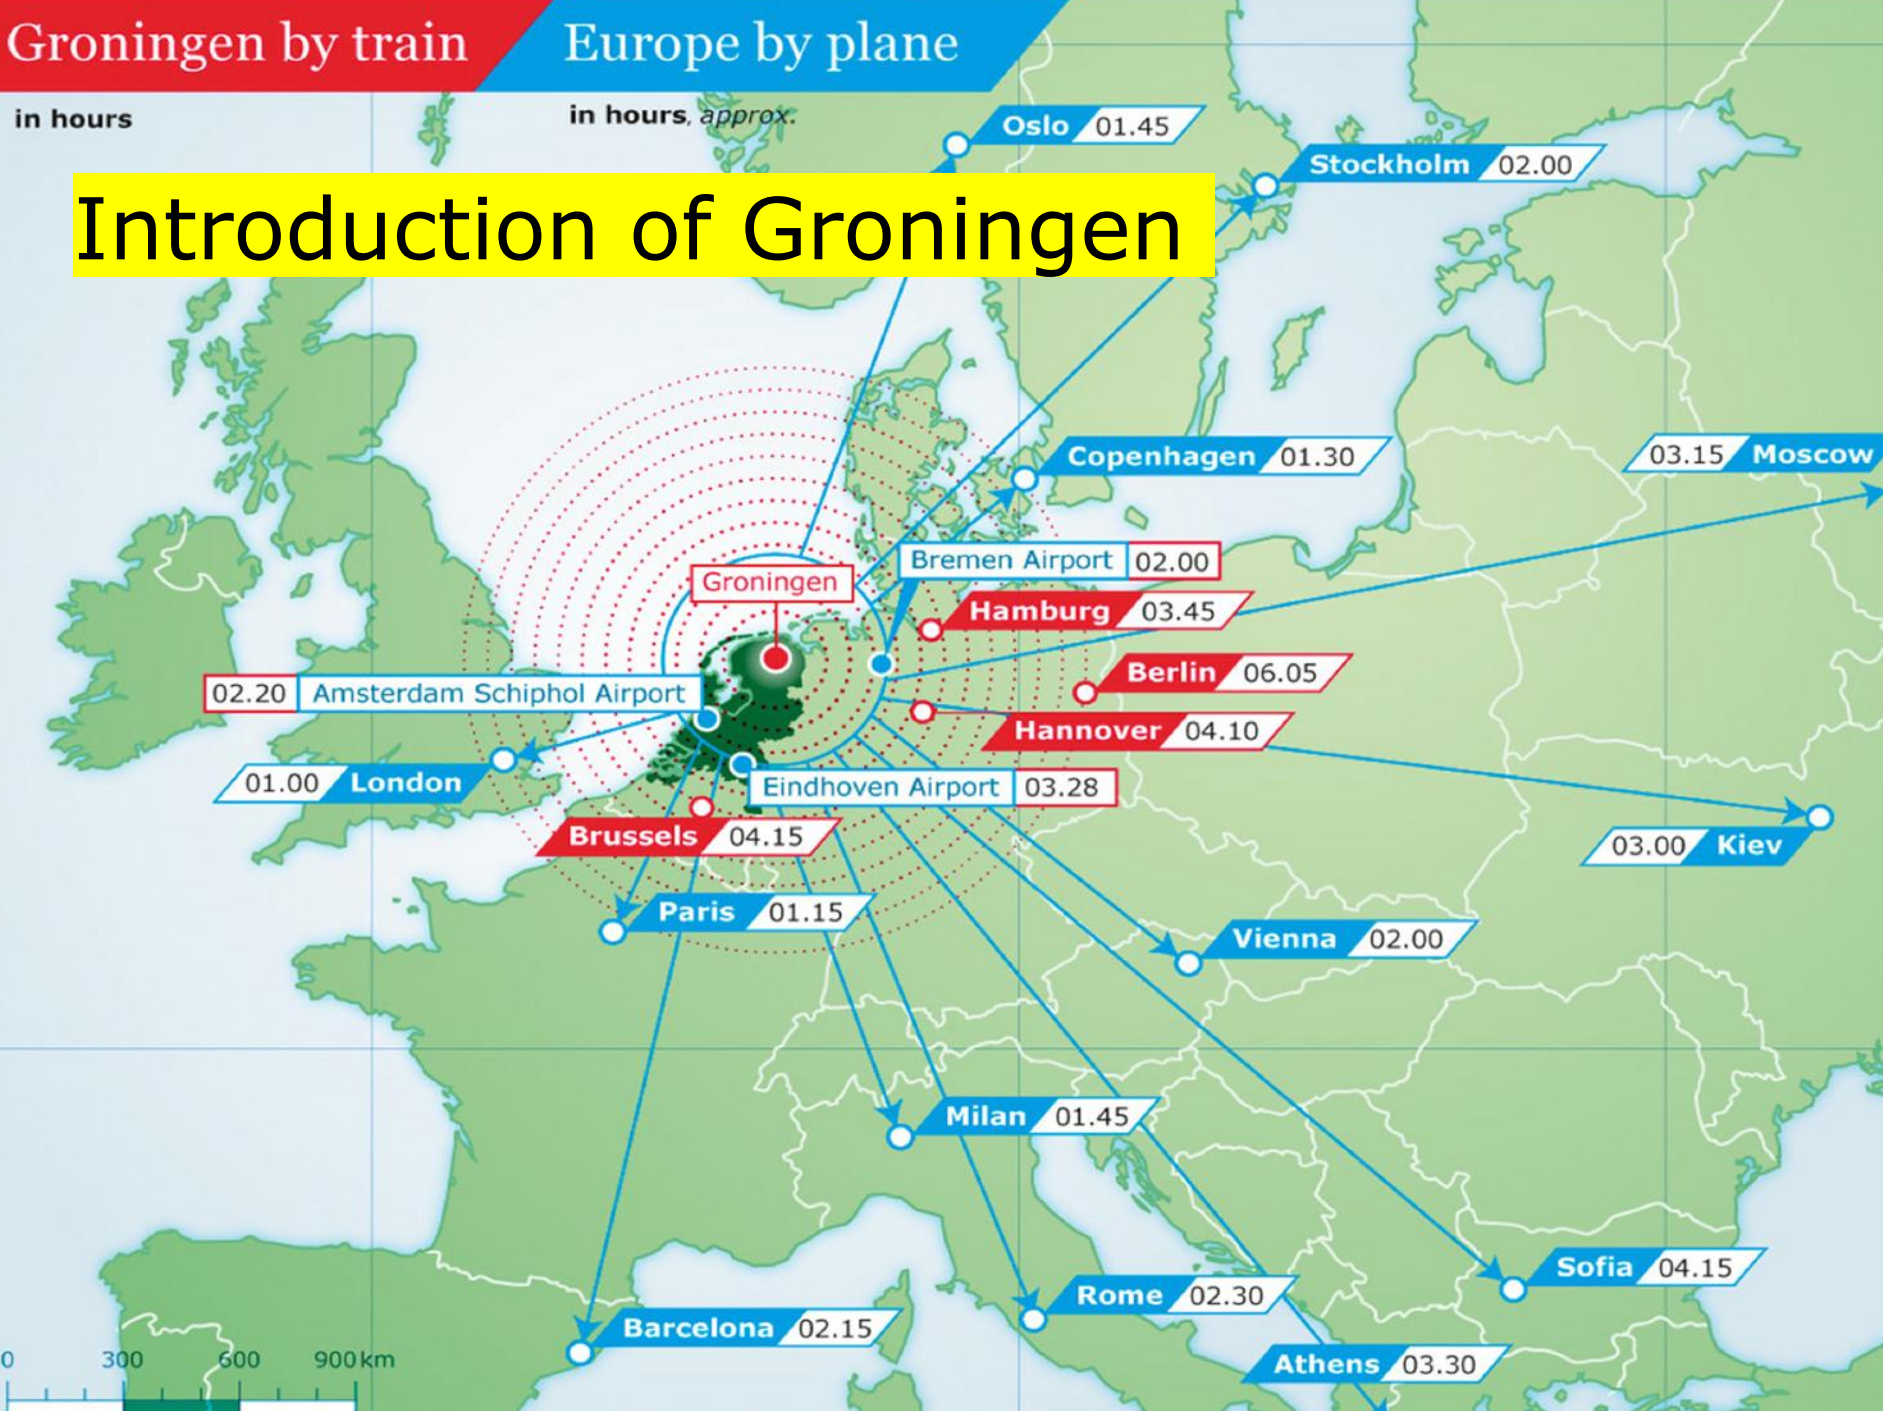 Groningen by train
Europe by plane
in hours
in hours, approx.
Oslo 01.45
Stockholm 02.00
Introduction of Groningen
Copenhagen 01.30
03.15 Moscow
Bremen Airport 02.00
Groningen
Hamburg 03.45
Berlin 06.05
02.20 Amsterdam Schiphol Airport
Hannover 04.10
01.00 London
Eindhoven Airport 03.28
Brussels 04.15
03.00 Kiev
Paris 01.15
Vienna 02.00
Milan 01.45
Sofia 04.15
Rome 02.30
Barcelona 02.15
Athens 03.30
0 300 600 900 km